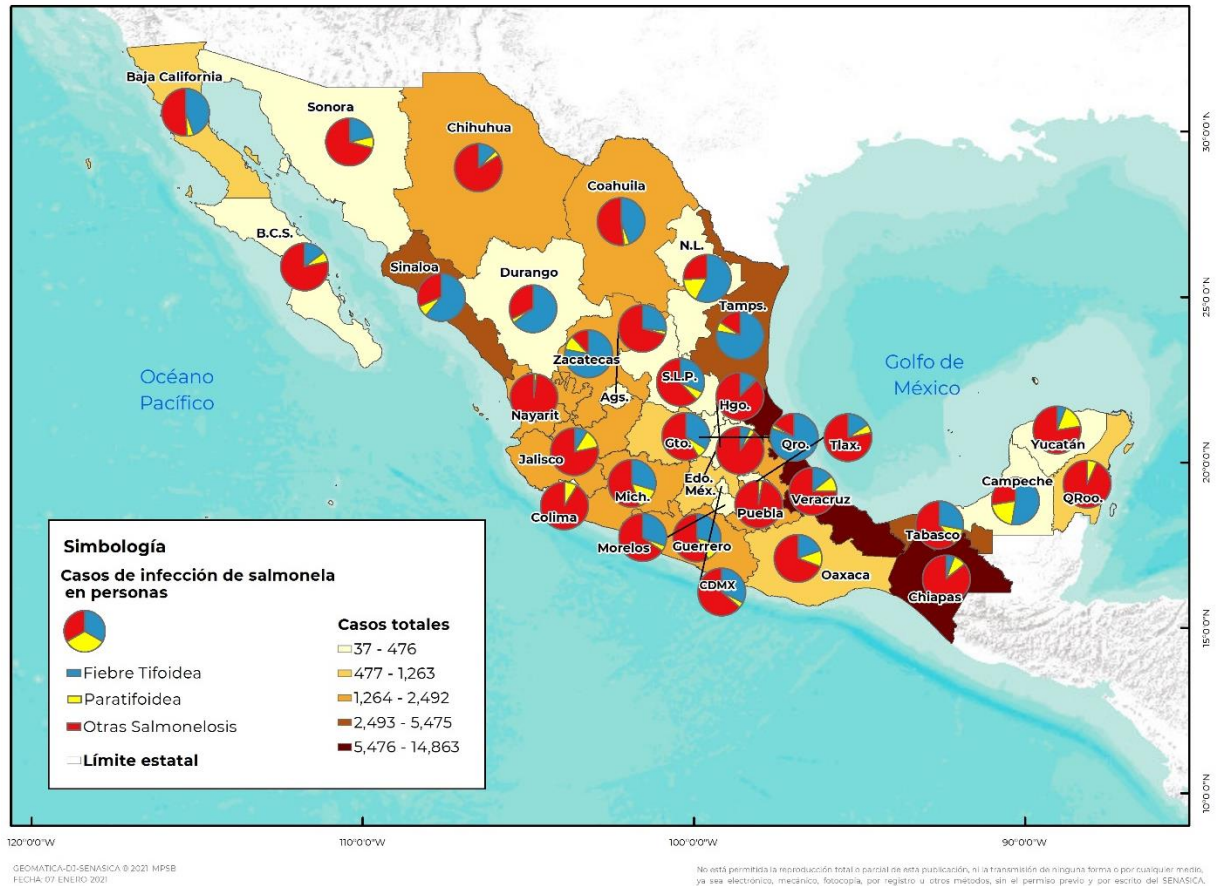 Baja California
Sonora
Chihuhua
Coahuila
B.C.S.
N.L.
Sinaloa
Durango
Tamps.
Zacatecas
Océano
Pacífico
Golfo de
México
S.L.P.
Ags.
Hgo.
Nayarit
Gto.
Qro.
Tlax.
Yucatán
Jalisco
Edo.
Méx.
Campeche
QRoo.
Mich.
Veracruz
Colima
Puebla
Tabasco
Morelos
Guerrero
Oaxaca
CDMX
Chiapas
Simbología
Casos de infección de salmonela
en personas
Fiebre Tifoidea
Paratifoidea
Otras Salmonelosis
Límite estatal
Casos totales
37 - 476
477 - 1,263
1,264 - 2,492
2,493 - 5,475
5,476 - 14,863
30°0'0"N
25°0'0"N
20°0'0"N
15°0'0"N
10°0'0"N
120°0'0"W
110°0'0"W
100°0'0"W
90°0'0"W
GEOMATICA-DJ-SENASICA © 2021 MPSB
FECHA: 07 ENERO 2021
No está permitida la reproducción total o parcial de esta publicación, ni la transmisión de ninguna forma o por cualquier medio,
ya sea electrónico, mecánico, fotocopia, por registro u otros métodos, sin el permiso previo y por escrito del SENASICA.